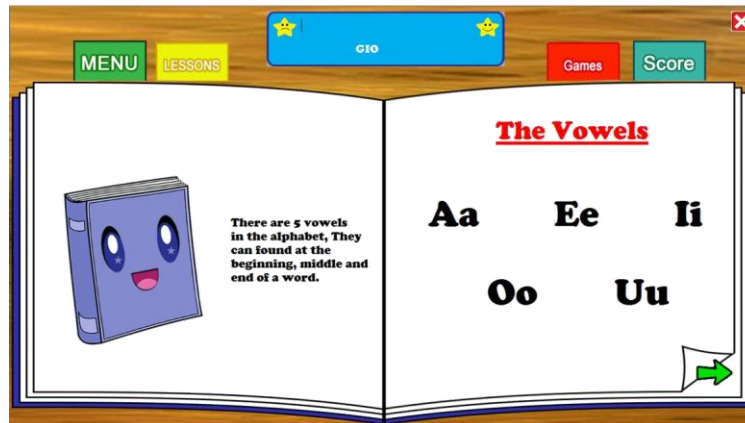 GIO
MENU
LESSONS
Games
Score
There are 5 vowels
in the alphabet, They
can found at the
beginning, middle and
end of a word.
The Vowels
Aa Ee Ii
Oo Uu